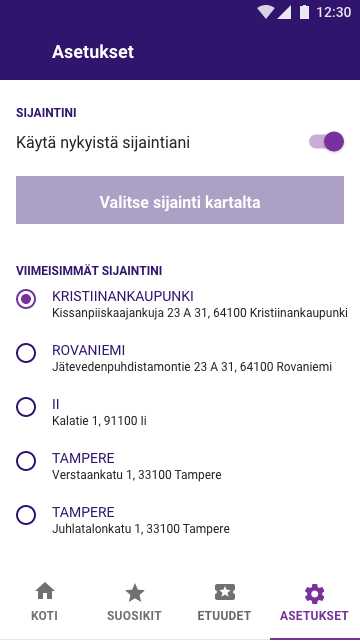 12:30
Asetukset
SIJAINTINI
Käytä nykyistä sijaintiani
Valitse sijainti kartalta
VIIMEISIMMÄT SIJAINTINI
KRISTIINANKAUPUNKI
Kissanpiiskaajankuja 23 A 31, 64100 Kristiinankaupunki
ROVANIEMI
Jätevedenpuhdistamontie 23 A 31, 64100 Rovaniemi
II
Kalatie 1, 91100 Ii
TAMPERE
Verstaankatu 1, 33100 Tampere
TAMPERE
Juhlatalonkatu 1, 33100 Tampere
KOTI SUOSIKIT ETUUDET ASETUKSET